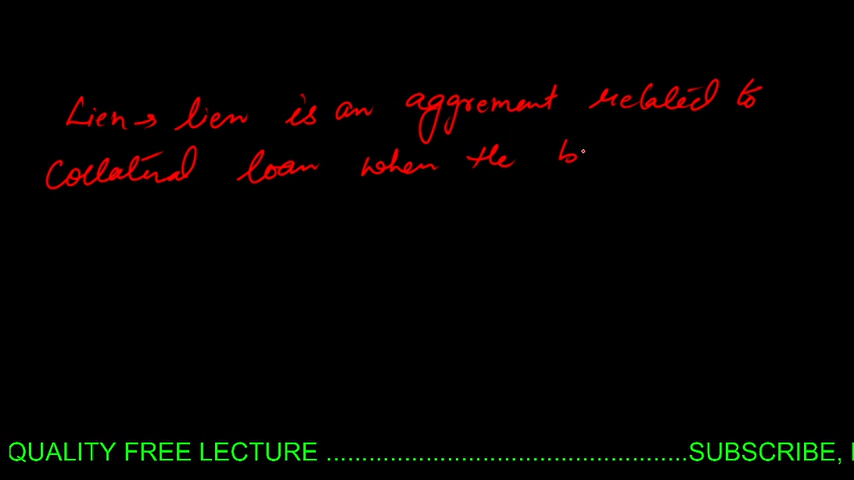 Lien → lien is an aggrement related to
Collateral loan when the b
QUALITY FREE LECTURE ............................................SUBSCRIBE,